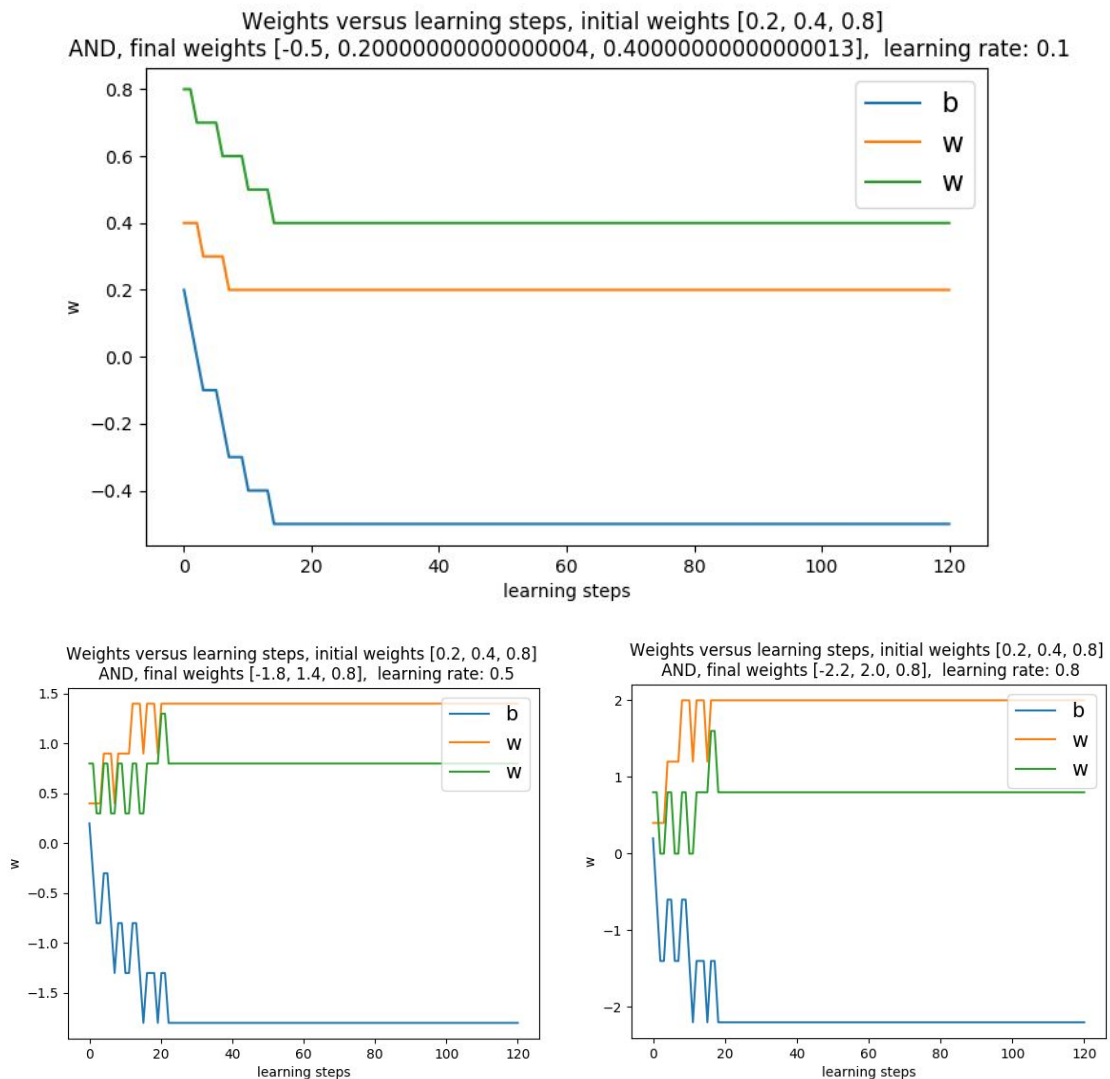 Weights versus learning steps, initial weights [0.2, 0.4, 0.8]
AND, final weights [-0.5, 0.20000000000000004, 0.40000000000000013],  learning rate: 0.1
0.8
0.6
0.4
0.2
0.0
−0.2
−0.4
w
b
w
w
0
20
40
60
80
100
120
learning steps
Weights versus learning steps, initial weights [0.2, 0.4, 0.8]
AND, final weights [-1.8, 1.4, 0.8],  learning rate: 0.5
1.5
1.0
0.5
0.0
−0.5
−1.0
−1.5
w
b
w
w
0
20
40
60
80
100
120
learning steps
Weights versus learning steps, initial weights [0.2, 0.4, 0.8]
AND, final weights [-2.2, 2.0, 0.8],  learning rate: 0.8
2
1
0
−1
−2
w
b
w
w
0
20
40
60
80
100
120
learning steps